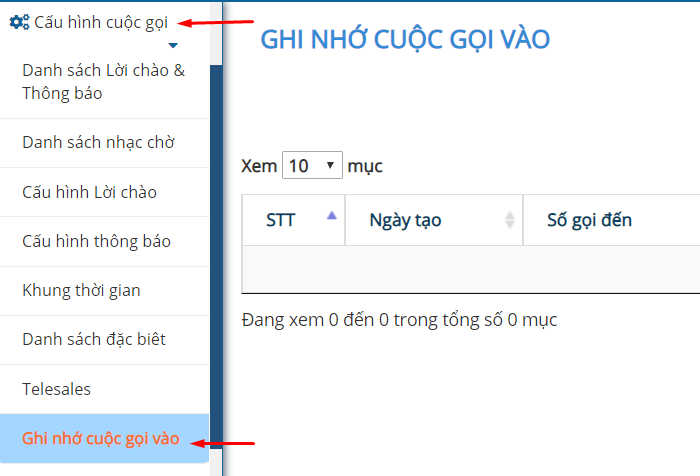 Cấu hình cuộc gọi
Danh sách Lời chào &
Thông báo
Danh sách nhạc chờ
Cấu hình Lời chào
Cấu hình thông báo
Khung thời gian
Danh sách đặc biêt
Telesales
Ghi nhớ cuộc gọi vào
GHI NHỚ CUỘC GỌI VÀO
Xem 10 mục
STT Ngày tạo Số gọi đến
Đang xem 0 đến 0 trong tổng số 0 mục